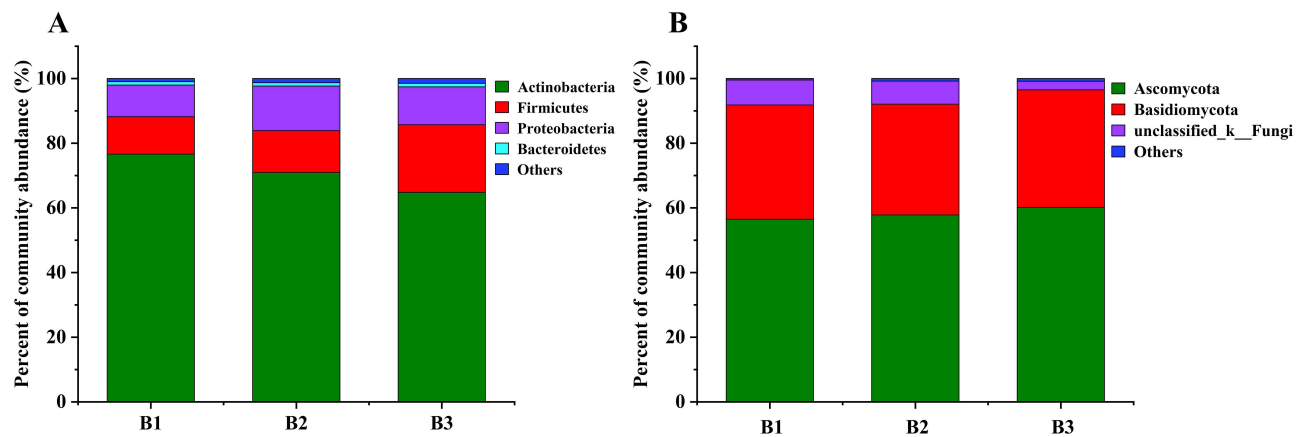 A
Percent of community abundance (%)
100
80
60
40
20
0
B1 B2 B3
Actinobacteria
Firmicutes
Proteobacteria
Bacteroidetes
Others
B
Percent of community abundance (%)
100
80
60
40
20
0
B1 B2 B3
Ascomycota
Basidiomycota
unclassified_k__Fungi
Others